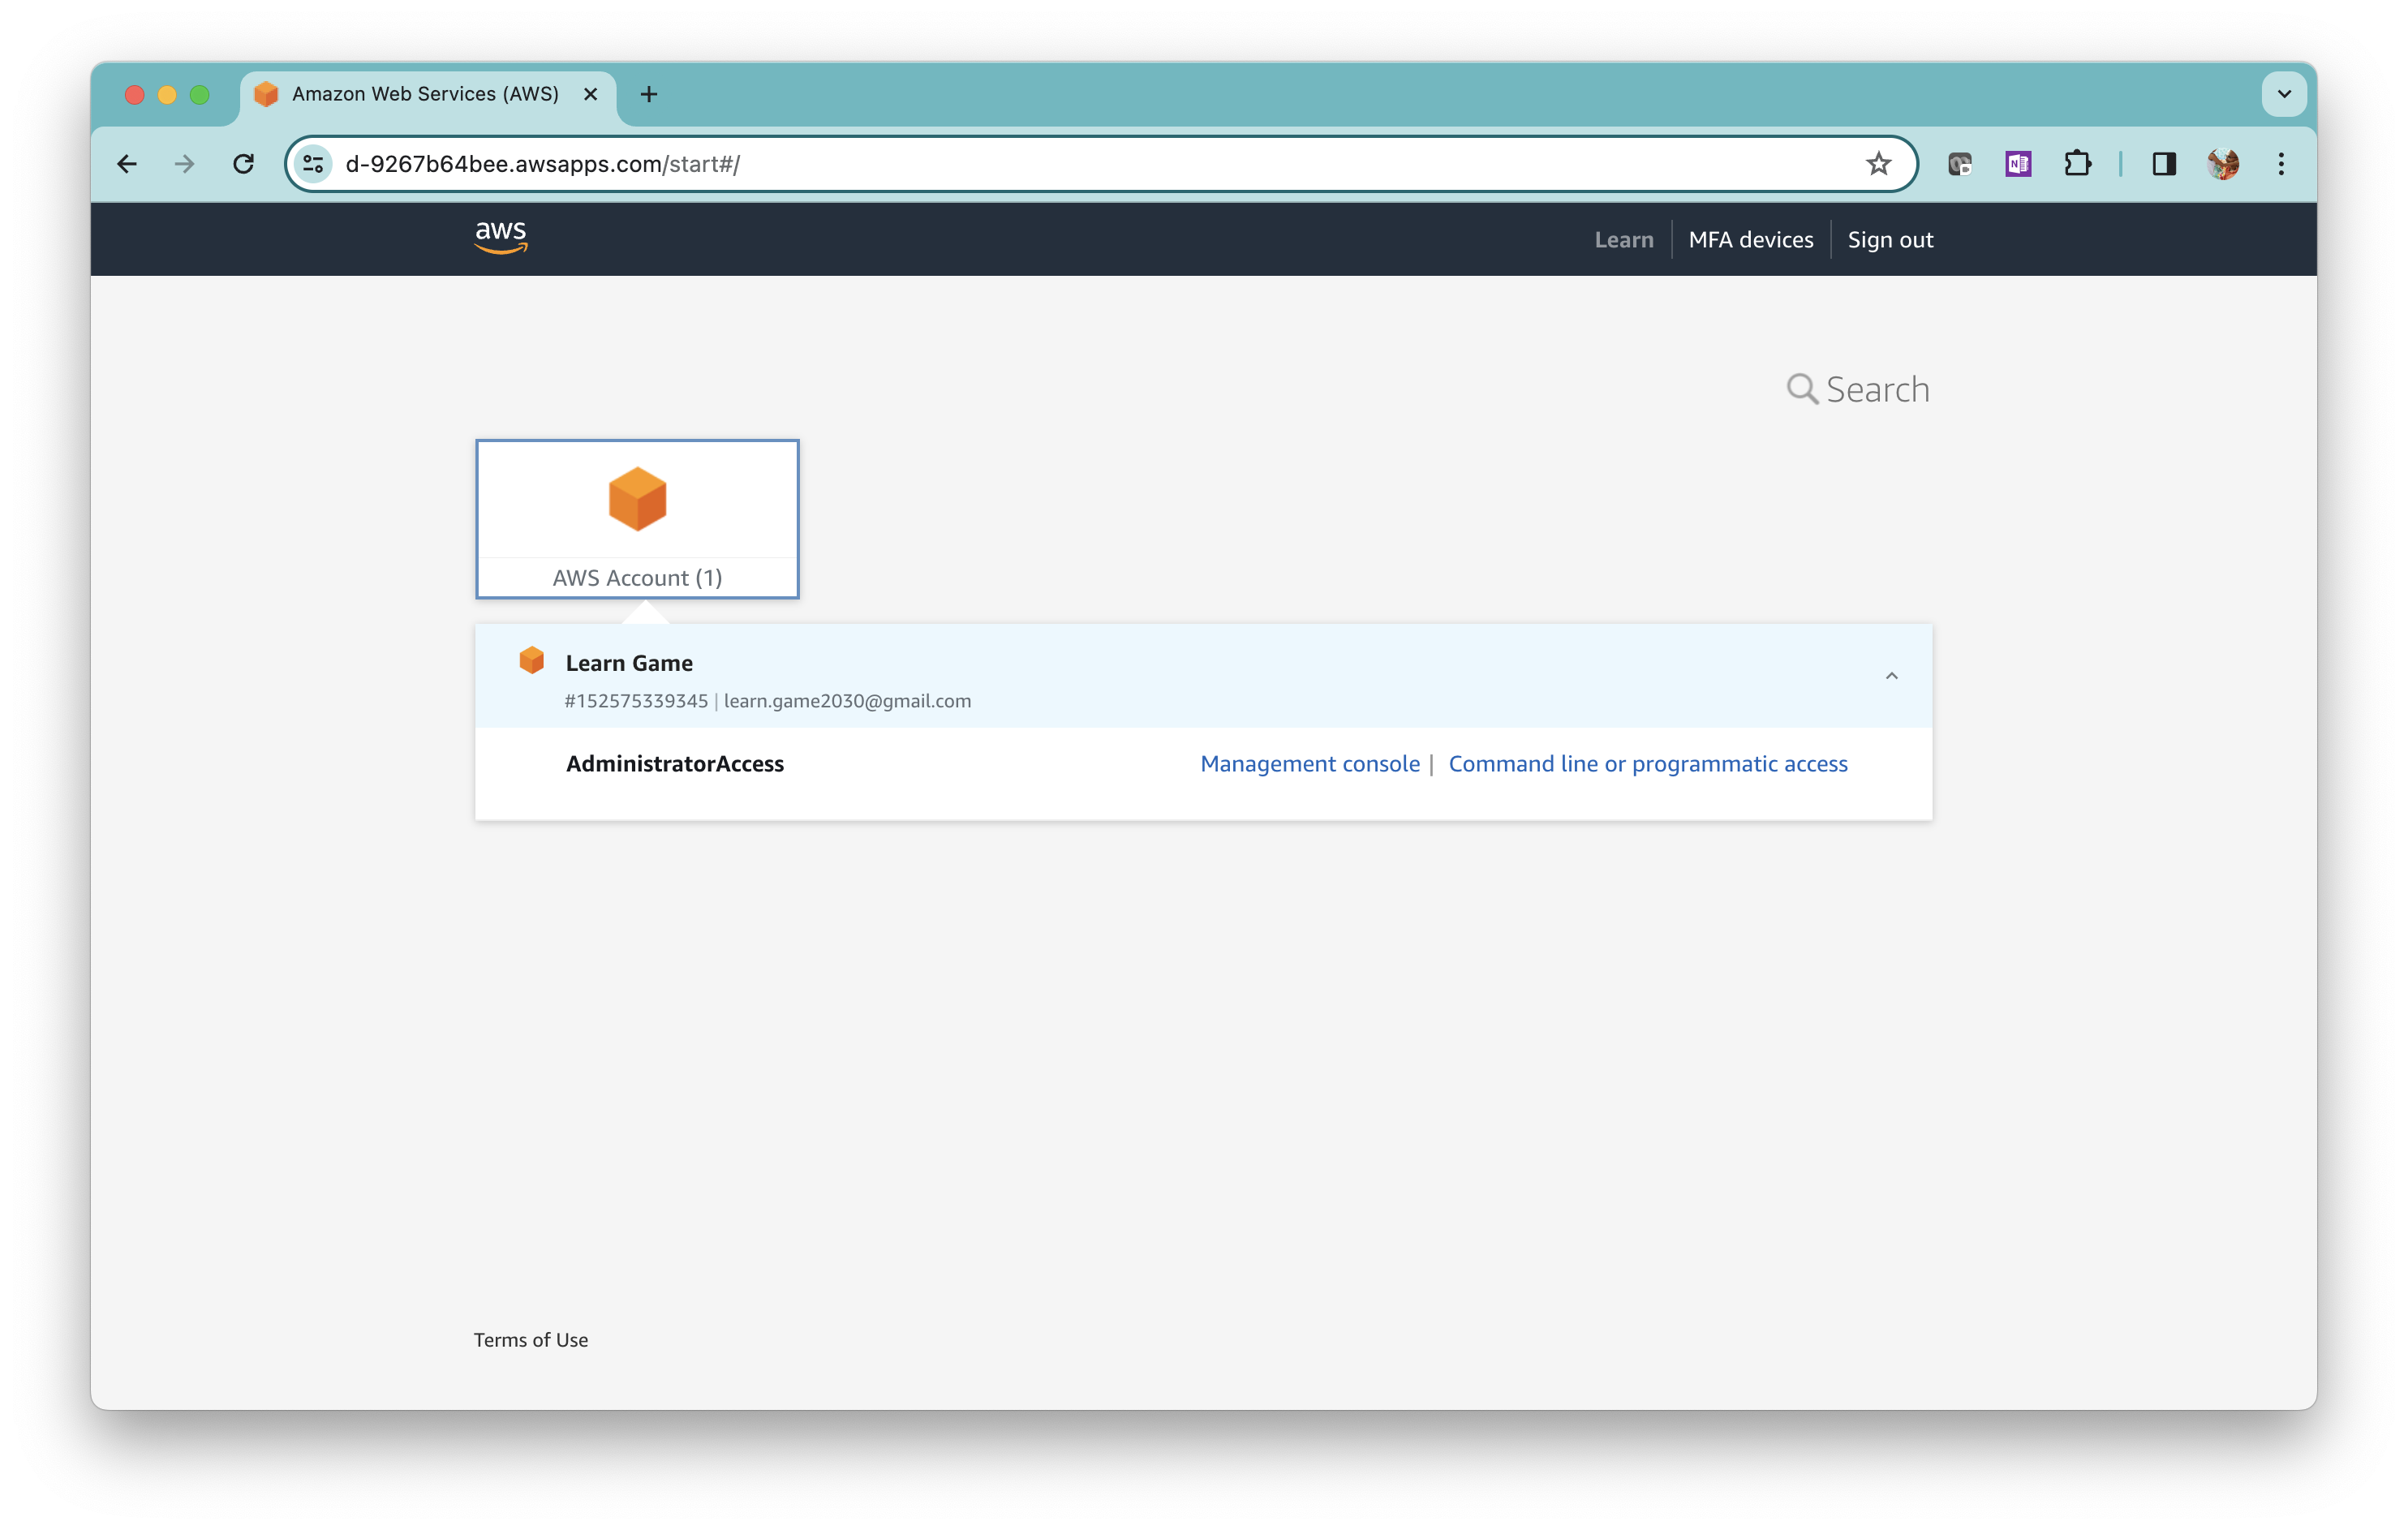 Amazon Web Services (AWS)
d-9267b64bee.awsapps.com/start#/
aws
Learn | MFA devices | Sign out
Search
AWS Account (1)
Learn Game
#152575339345 | learn.game2030@gmail.com
AdministratorAccess
Management console | Command line or programmatic access
Terms of Use